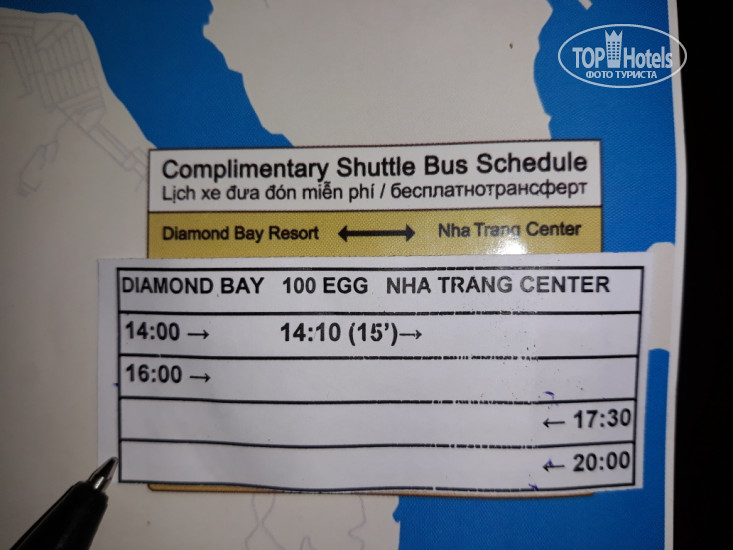 TOP Hotels
ФОТО ТУРИСТА
Complimentary Shuttle Bus Schedule
Lịch xe đưa đón miễn phí / бесплатнотрансферт
Diamond Bay Resort ⟷ Nha Trang Center
DIAMOND BAY 100 EGG NHA TRANG CENTER
14:00 → 14:10 (15’)→
16:00 →
← 17:30
← 20:00